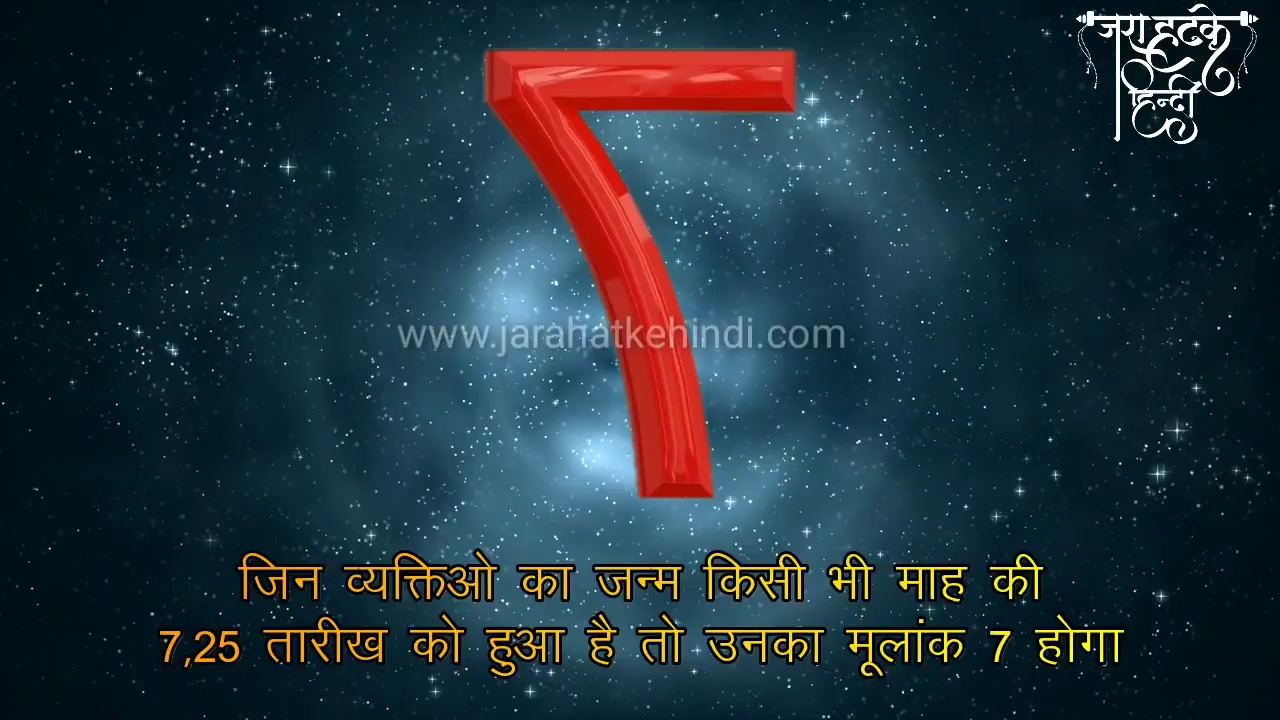 जरा हटके
हिन्दी
7
www.jarahatkehindi.com
जिन व्यक्तिओ का जन्म किसी भी माह की
7,25 तारीख को हुआ है तो उनका मूलांक 7 होगा